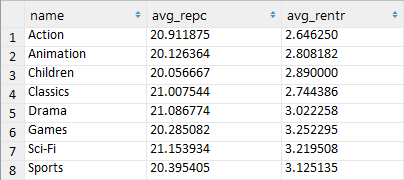 name avg_repc avg_rentr
1 Action 20.911875 2.646250
2 Animation 20.126364 2.808182
3 Children 20.056667 2.890000
4 Classics 21.007544 2.744386
5 Drama 21.086774 3.022258
6 Games 20.285082 3.252295
7 Sci-Fi 21.153934 3.219508
8 Sports 20.395405 3.125135